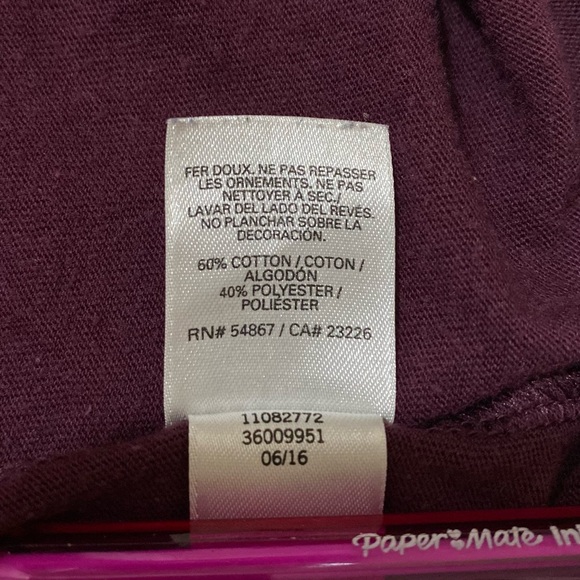 FER DOUX. NE PAS REPASSER
LES ORNEMENTS. NE PAS
NETTOYER À SEC./
LAVAR DEL LADO DEL REVÉS.
NO PLANCHAR SOBRE LA
DECORACIÓN.
60% COTTON / COTON /
ALGODÓN
40% POLYESTER /
POLIÉSTER
RN# 54867 / CA# 23226
11082772
36009951
06/16
PAPER MATE In